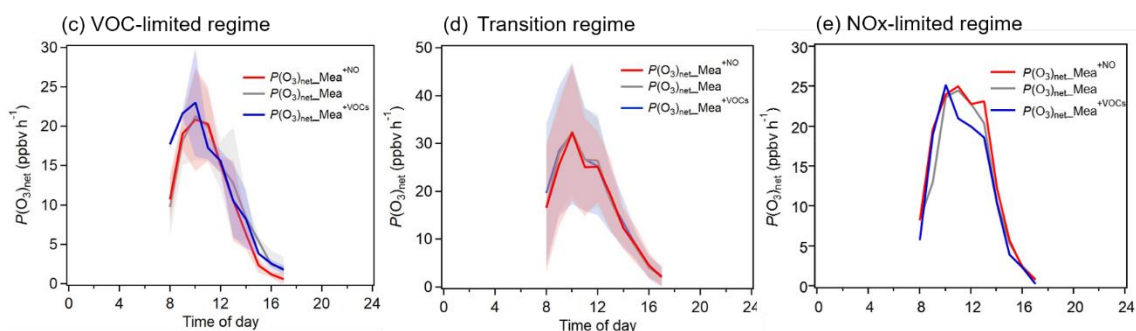 (c) VOC-limited regime
30
25
20
15
10
5
0
P(O3)net (ppbv h-1)
P(O3)net_Mea+NO
P(O3)net_Mea
P(O3)net_Mea+VOCs
0 4 8 12 16 20 24
Time of day
(d) Transition regime
50
40
30
20
10
0
P(O3)net (ppbv h-1)
P(O3)net_Mea+NO
P(O3)net_Mea
P(O3)net_Mea+VOCs
0 4 8 12 16 20 24
Time of day
(e) NOx-limited regime
30
25
20
15
10
5
0
P(O3)net (ppbv h-1)
P(O3)net_Mea+NO
P(O3)net_Mea
P(O3)net_Mea+VOCs
0 4 8 12 16 20 24